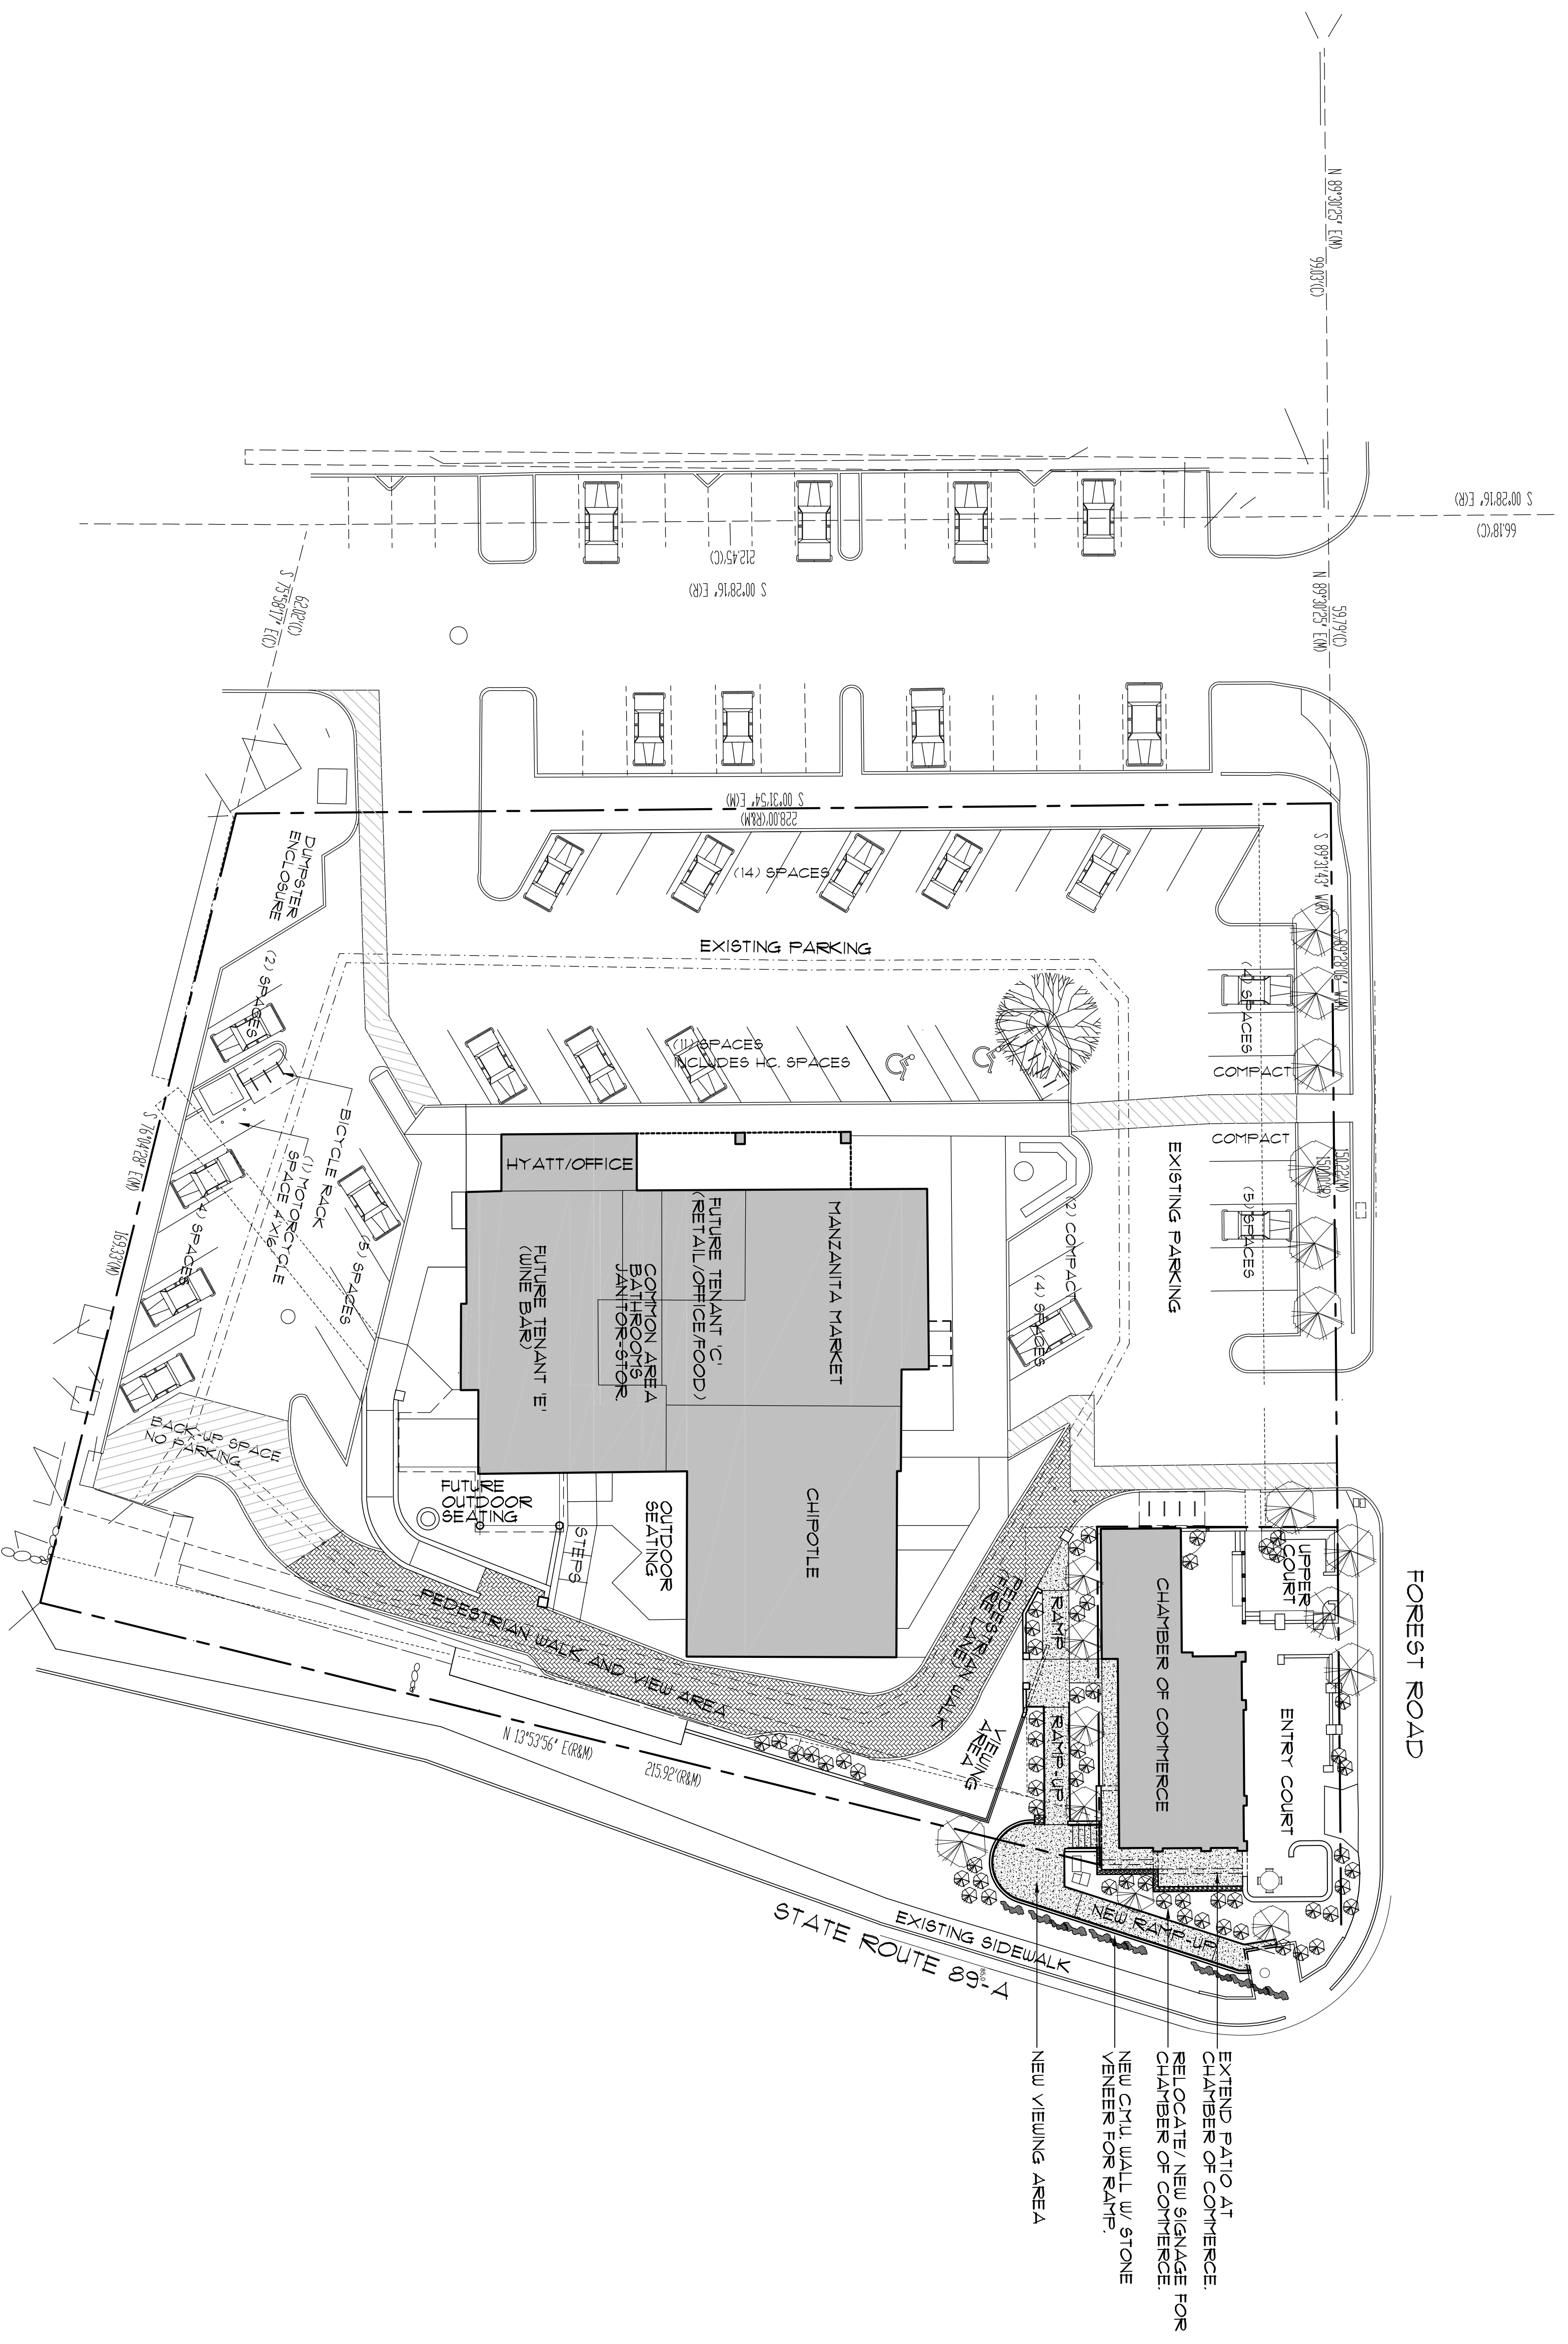 N 89°30'25" E(M)
99.03'(C)
S 00°28'16" E(R)
66.18'(C)
212.45'(C)
S 00°28'16" E(R)
62.02'(C)
S 75°58'17" E(C)
59.79'(C)
N 89°30'25" E(M)
S 00°31'54" E(M)
228.00'(R&M)
S 89°31'43" W(R)
S 89°28'06" W(M)
150.22'(M)
DUMPSTER
ENCLOSURE
(14) SPACES
EXISTING PARKING
(2) SPACES
(11) SPACES
INCLUDES HC. SPACES
(4) SPACES
COMPACT
COMPACT
(5) SPACES
EXISTING PARKING
S 76°04'28" E(M)
169.33'(M)
BICYCLE RACK
(1) MOTORCYCLE
SPACE 4'X16'
(4) SPACES
(5) SPACES
(2) COMPACT
(4) SPACES
HYATT/OFFICE
MANZANITA MARKET
FUTURE TENANT 'C'
(RETAIL/OFFICE/FOOD)
COMMON AREA
BATHROOMS
JANITOR-STOR.
FUTURE TENANT 'E'
(WINE BAR)
CHIPOTLE
BACK-UP SPACE
NO PARKING
FUTURE
OUTDOOR
SEATING
STEPS
OUTDOOR
SEATING
PEDESTRIAN WALK AND VIEW AREA
PEDESTRIAN WALK
FIRE LANE
VIEWING
AREA
RAMP
RAMP-UP
CHAMBER OF COMMERCE
UPPER
COURT
ENTRY COURT
FOREST ROAD
N 13°53'56" E(R&M)
215.92'(R&M)
NEW RAMP-UP
EXISTING SIDEWALK
STATE ROUTE 89-A
EXTEND PATIO AT
CHAMBER OF COMMERCE.
RELOCATE/ NEW SIGNAGE FOR
CHAMBER OF COMMERCE.
NEW C.M.U. WALL W/ STONE
VENEER FOR RAMP.
NEW VIEWING AREA